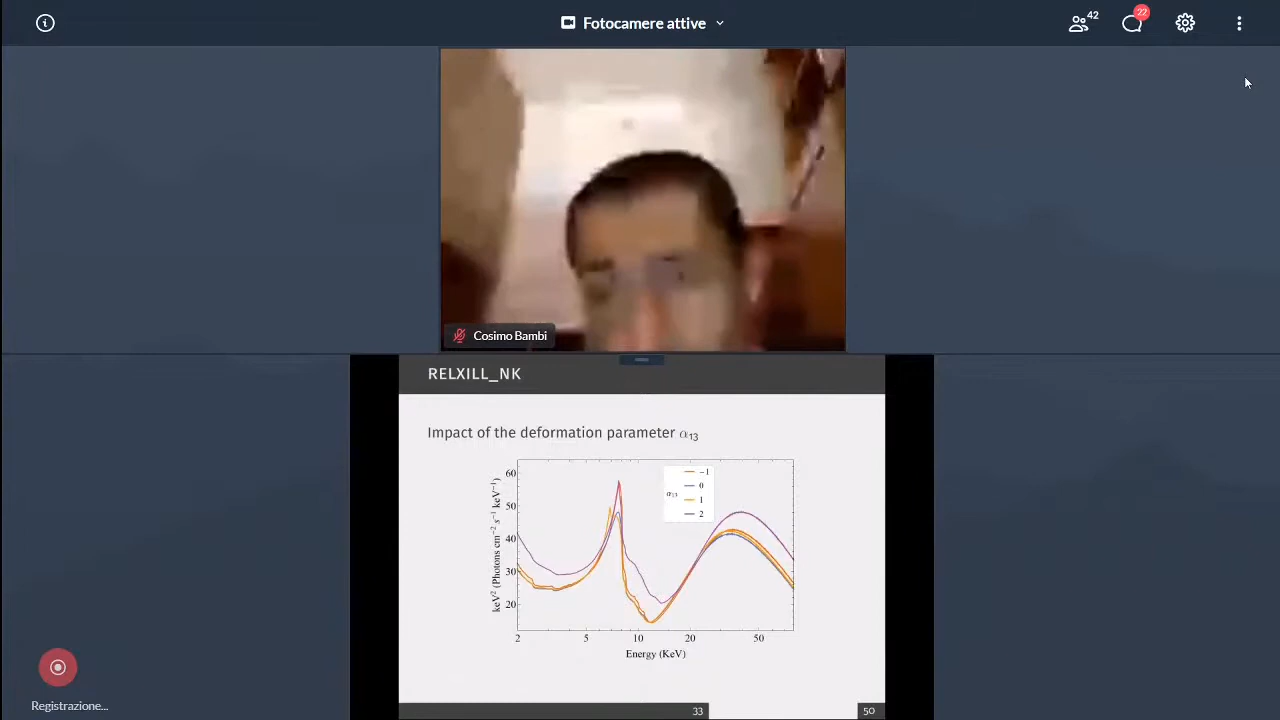 Fotocamere attive
42
22
Cosimo Bambi
RELXILL_NK
Impact of the deformation parameter α₁₃
keV² (Photons cm⁻² s⁻¹ keV⁻¹)
60
50
40
30
20
α₁₃
−1
0
1
2
2
5
10
20
50
Energy (KeV)
Registrazione...
33
50